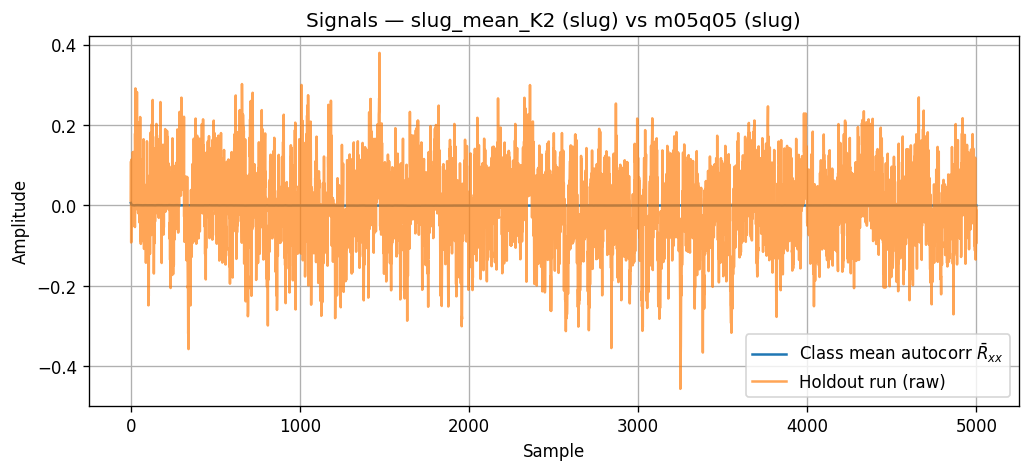 Signals — slug_mean_K2 (slug) vs m05q05 (slug)
0.4
0.2
0.0
−0.2
−0.4
Amplitude
0 1000 2000 3000 4000 5000
Sample
Class mean autocorr R̄xx
Holdout run (raw)